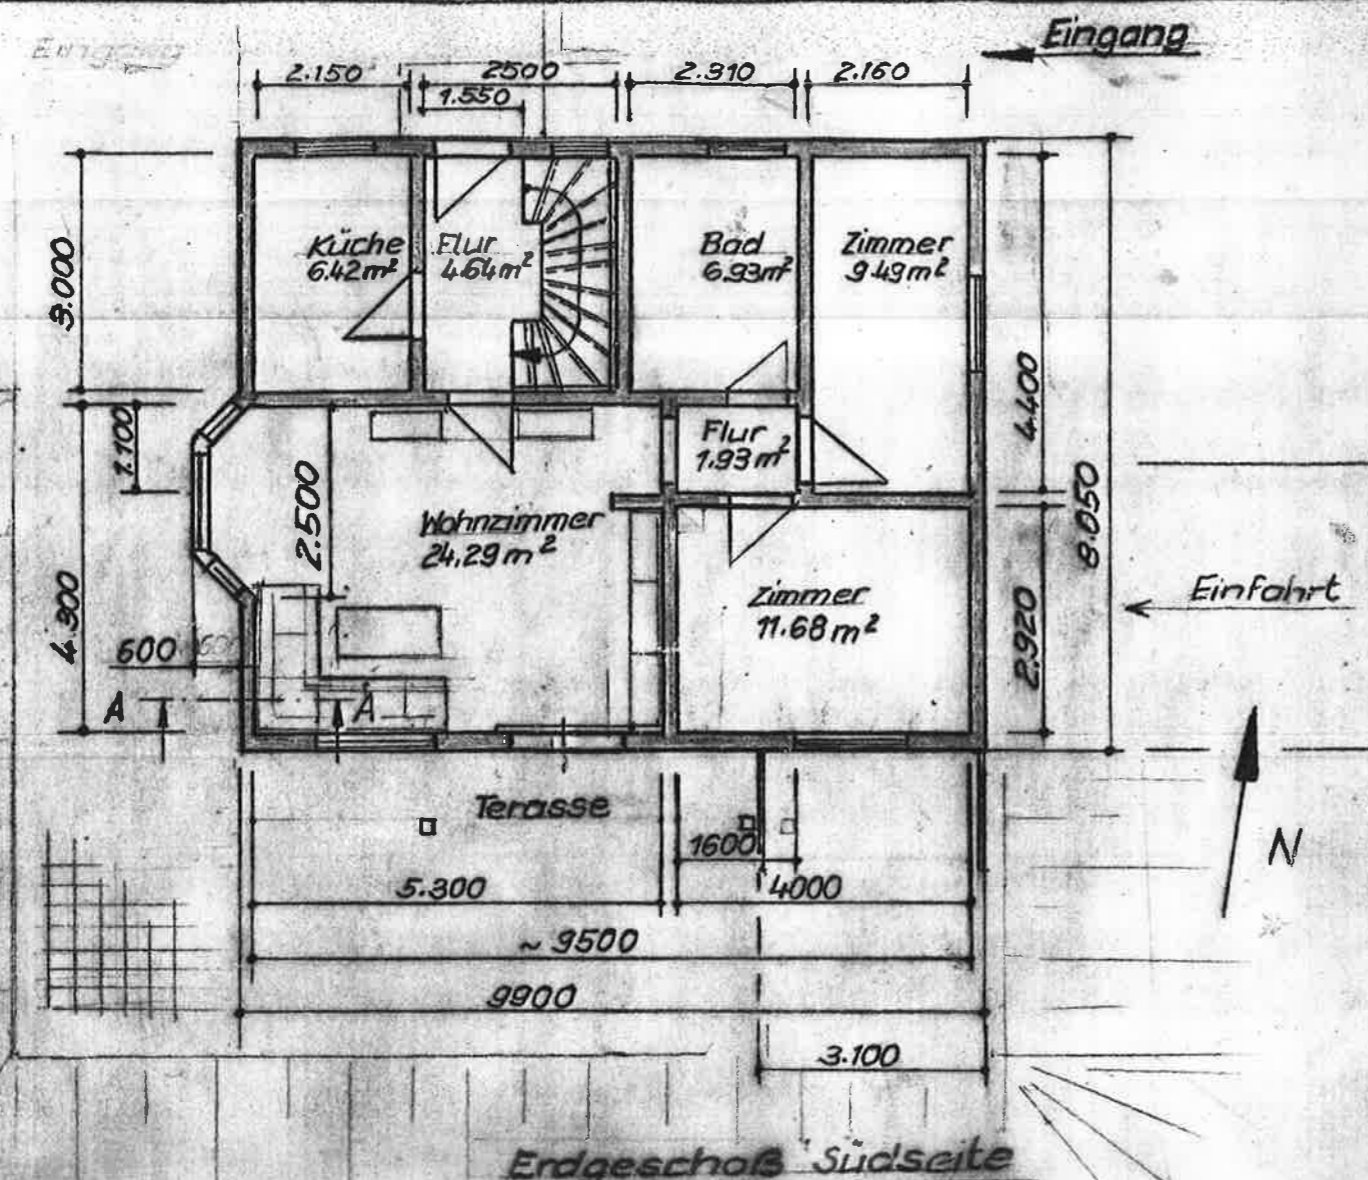 Eingang
Eingang
2.150
2500
2.310
2.160
1.550
3.000
Küche
6.42m²
Flur
4.64m²
Bad
6.93m²
Zimmer
9.49m²
4.400
8.050
1.100
2.500
Flur
1.93m²
Wohnzimmer
24.29m²
4.300
Zimmer
11.68m²
2.920
Einfahrt
600
60
A
A
Terasse
N
1600
5.300
4000
~ 9500
9900
3.100
Erdgeschoß Südseite